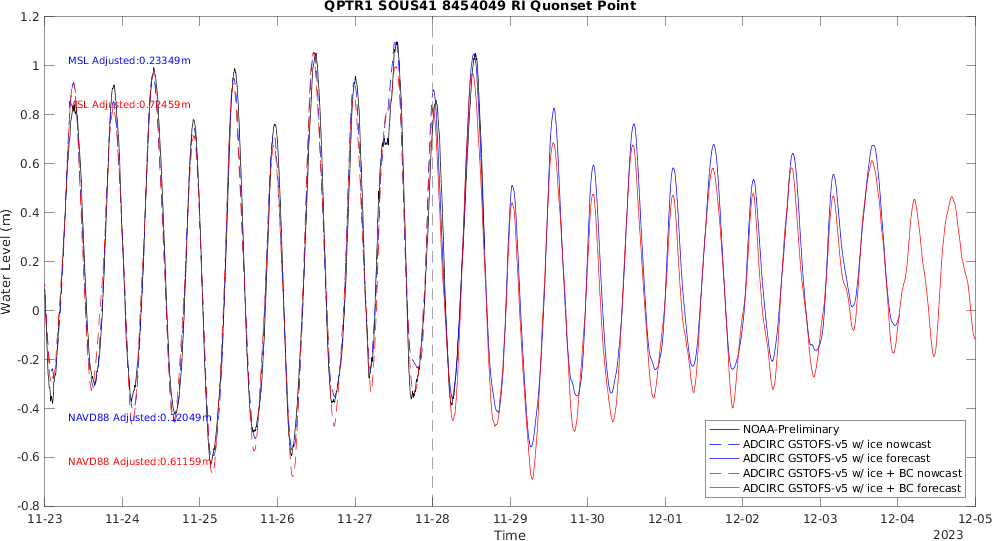 QPTR1 SOUS41 8454049 RI Quonset Point
1.2
1
0.8
0.6
0.4
0.2
0
-0.2
-0.4
-0.6
-0.8
Water Level (m)
MSL Adjusted:0.23349m
MSL Adjusted:0.72459m
NAVD88 Adjusted:0.12049m
NAVD88 Adjusted:0.61159m
NOAA-Preliminary
ADCIRC GSTOFS-v5 w/ ice nowcast
ADCIRC GSTOFS-v5 w/ ice forecast
ADCIRC GSTOFS-v5 w/ ice + BC nowcast
ADCIRC GSTOFS-v5 w/ ice + BC forecast
11-23 11-24 11-25 11-26 11-27 11-28 11-29 11-30 12-01 12-02 12-03 12-04 12-05
Time
2023